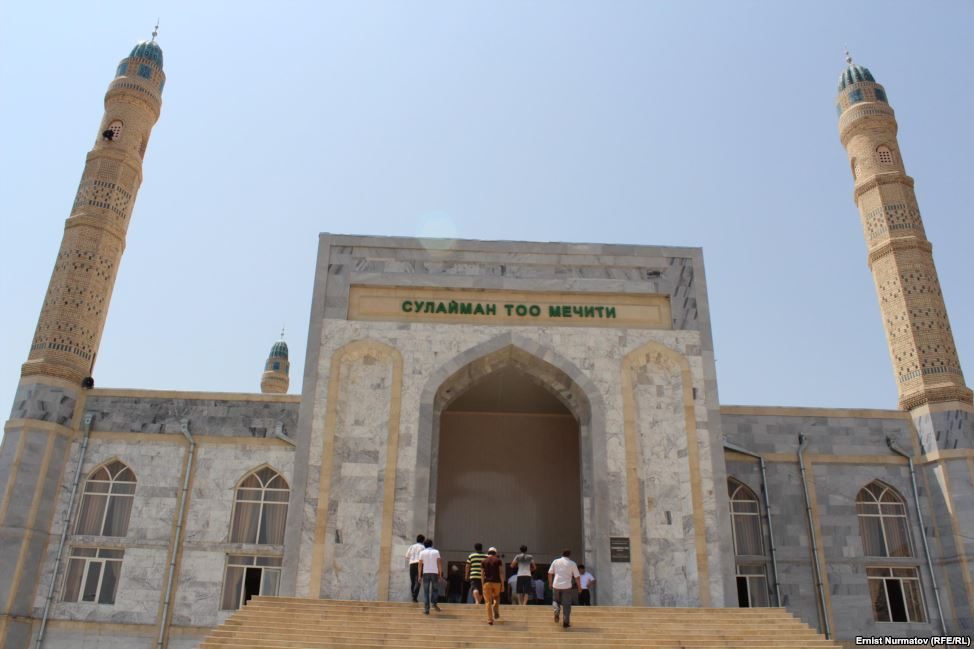 СУЛАЙМАН ТОО МЕЧИТИ
Ernist Nurmatov (RFE/RL)